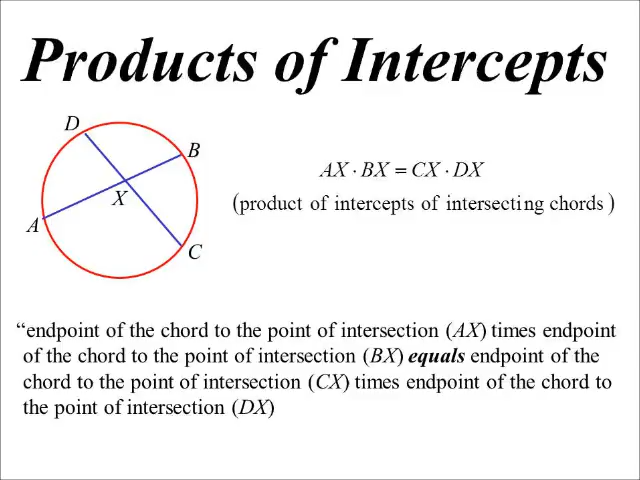 Products of Intercepts
D
B
AX · BX = CX · DX
X
(product of intercepts of intersecting chords )
A
C
“endpoint of the chord to the point of intersection (AX) times endpoint
of the chord to the point of intersection (BX) equals endpoint of the
chord to the point of intersection (CX) times endpoint of the chord to
the point of intersection (DX)